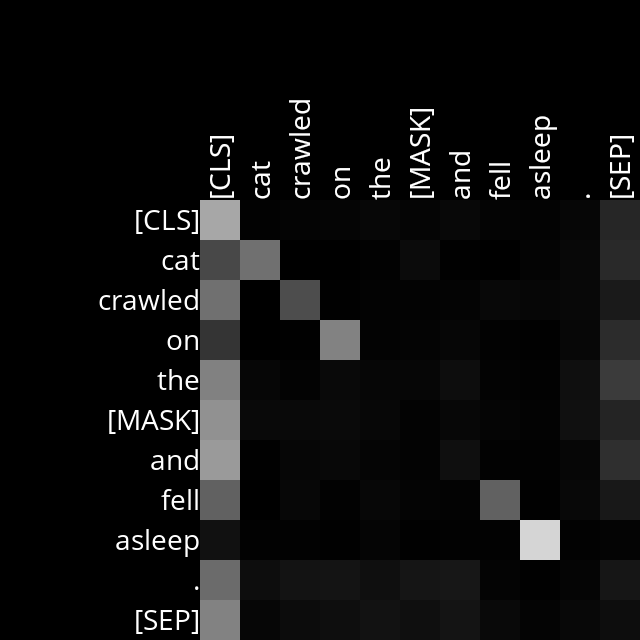 [CLS] cat crawled on the [MASK] and fell asleep . [SEP]
[CLS]
cat
crawled
on
the
[MASK]
and
fell
asleep
.
[SEP]